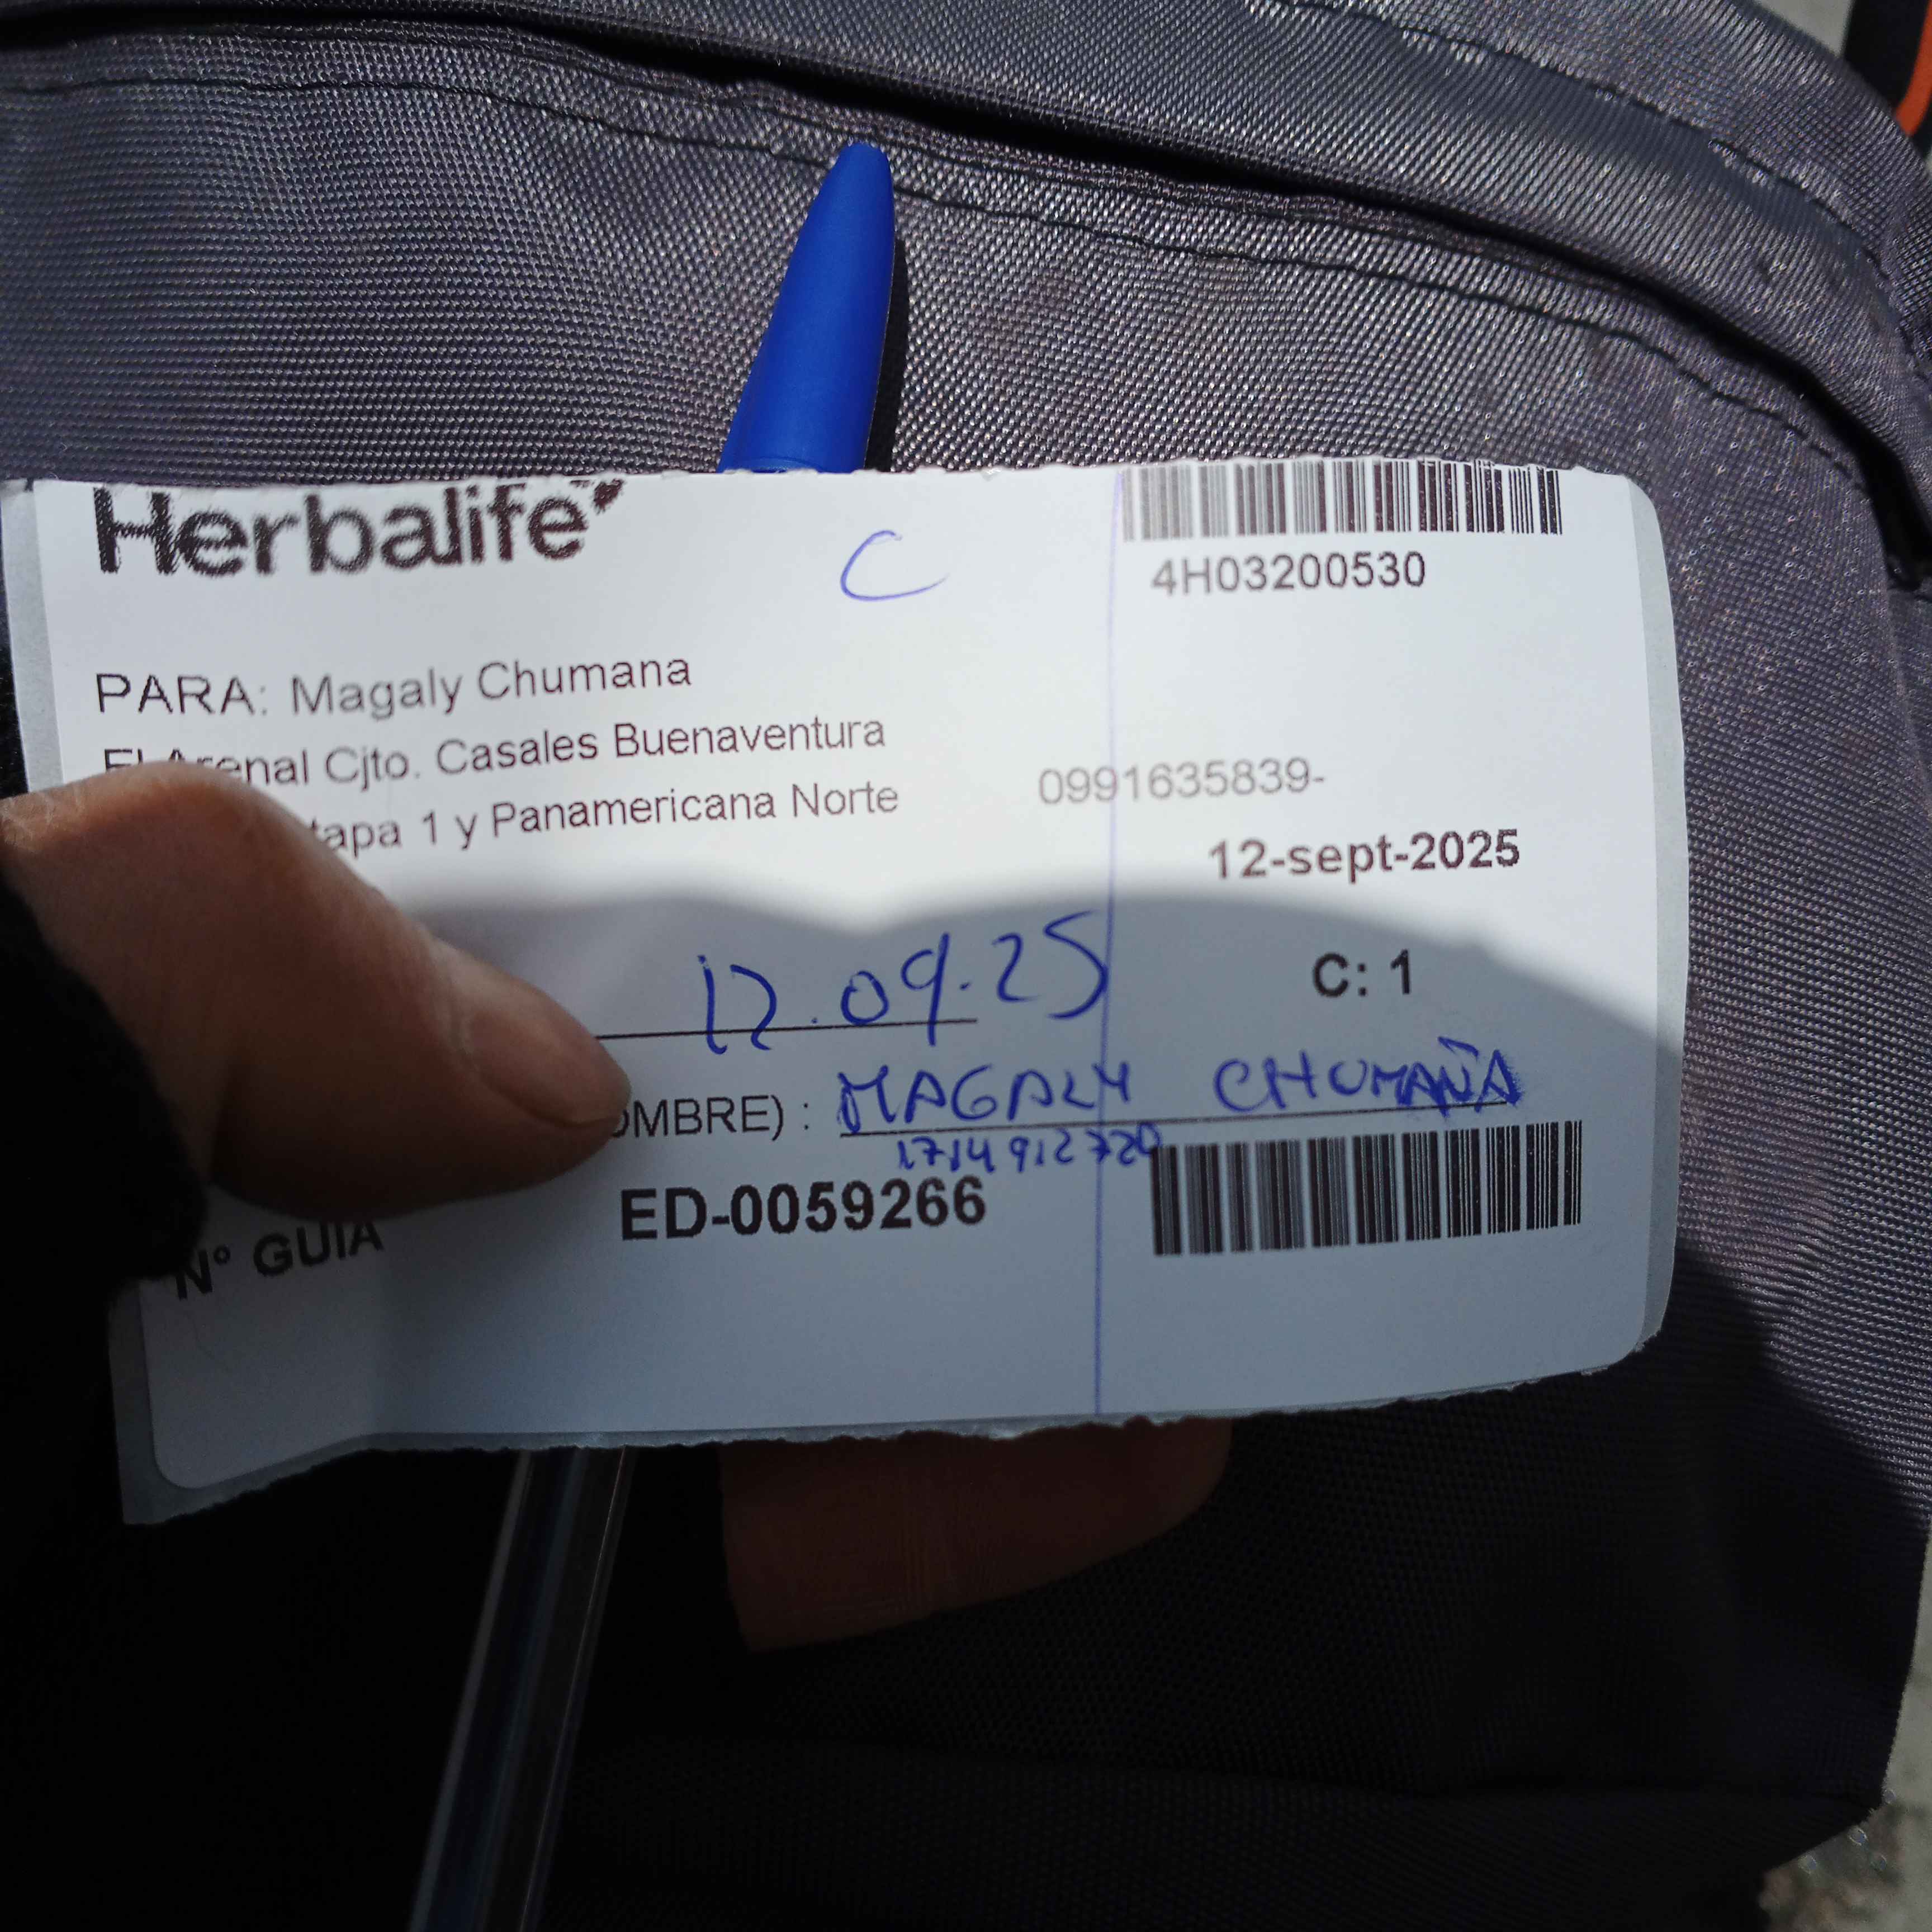 Herbalife
C
4H03200530
PARA: Magaly Chumana
El Arenal Cjto. Casales Buenaventura
1 y Panamericana Norte
0991635839-
12-sept-2025
12.09.25
C: 1
MAGALY CHUMAÑA
1714912720
N° GUIA ED-0059266